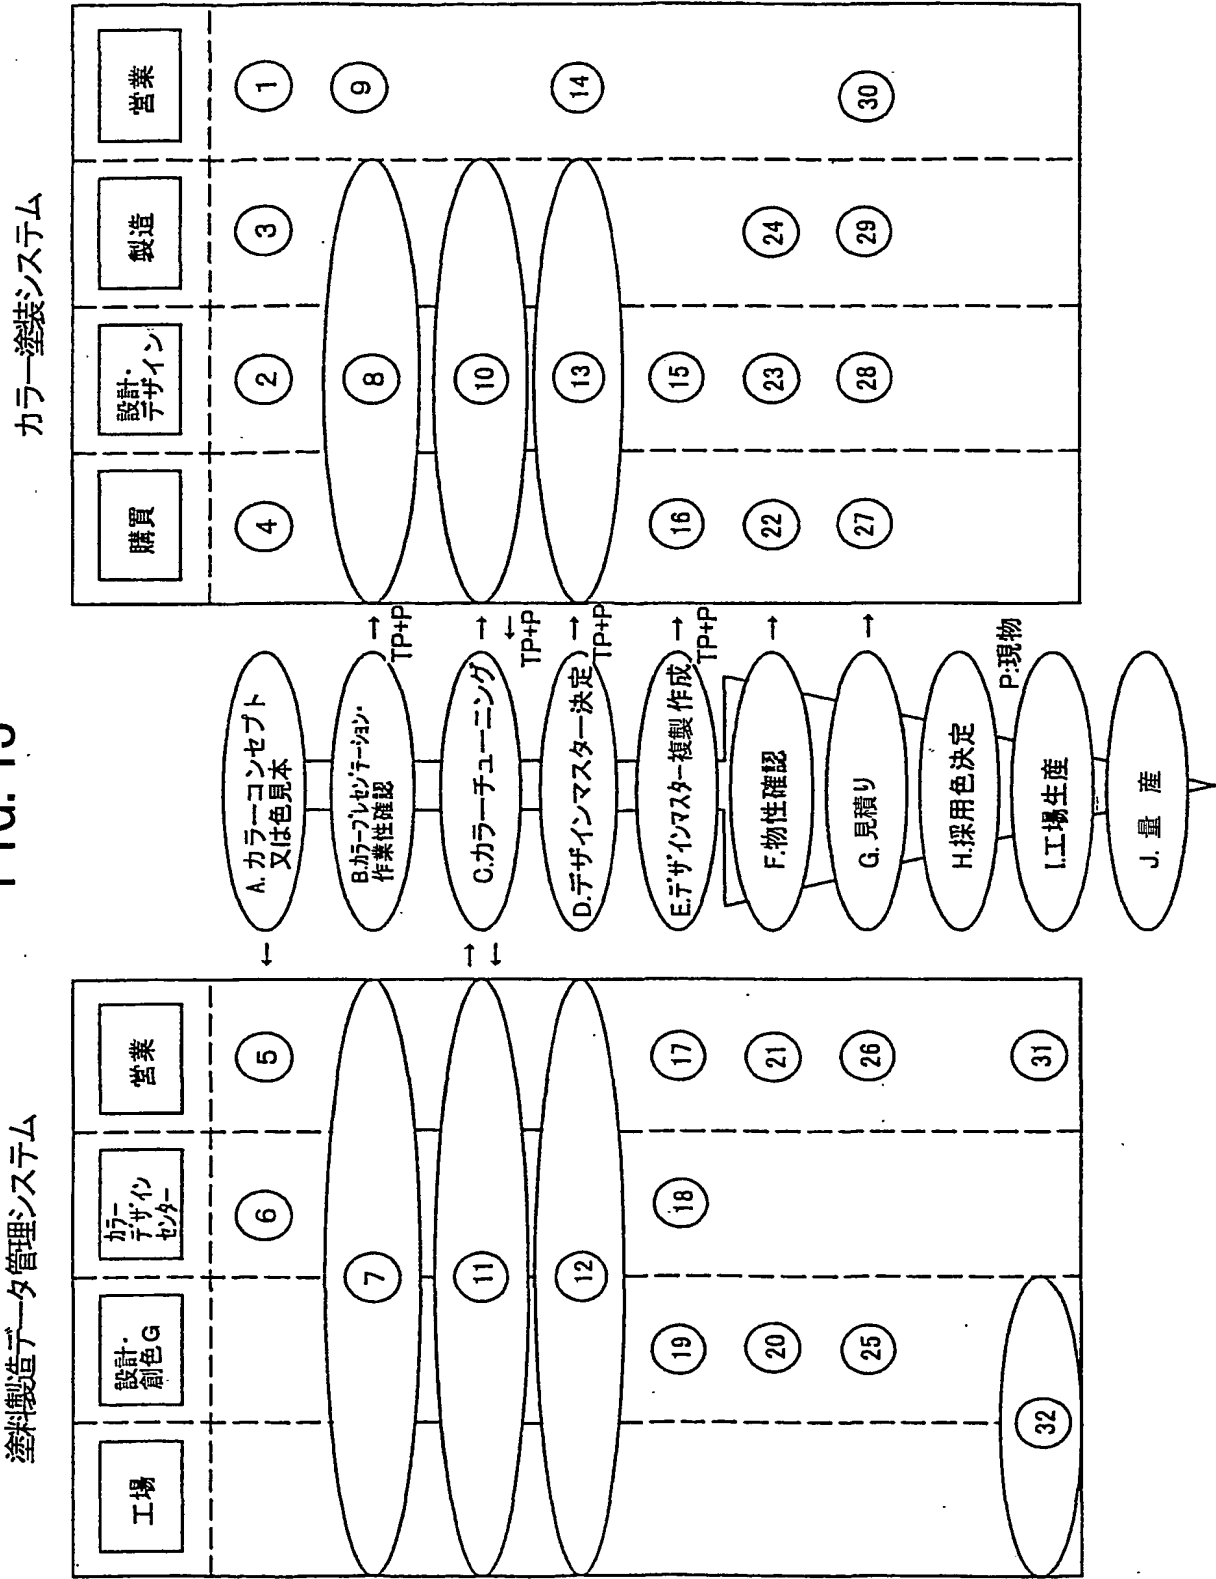 塗料製造データ管理システム
カラー塗装システム
工場
設計・
創色G
カラー
デザイン
センター
営業
購買
設計・
デザイン
製造
営業
6
5
←
A. カラーコンセプト
又は色見本
4
2
3
1
7
B.カラープレゼンテーション・
作業性確認
→
TP+P
8
9
11
→
←
C.カラーチューニング
→
←
TP+P
10
12
D.デザインマスター決定
→
TP+P
13
14
19
18
17
E.デザインマスター複製作成
→
TP+P
16
15
20
21
F.物性確認
→
22
23
24
25
26
G. 見積り
→
27
28
29
30
H.採用色決定
P:現物
32
31
I.工場生産
J. 量 産